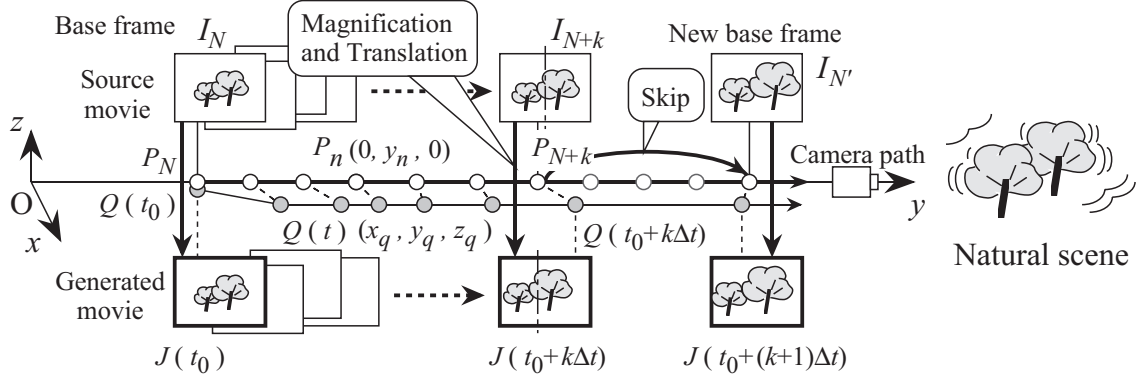 Base frame
I_N
Magnification
and Translation
I_{N+k}
New base frame
I_{N'}
Source
movie
Skip
z
P_N
P_n (0, y_n, 0)
P_{N+k}
Camera path
O
Q(t_0)
x
Q(t) (x_q, y_q, z_q)
Q(t_0+kΔt)
y
Natural scene
Generated
movie
J(t_0)
J(t_0+kΔt)
J(t_0+(k+1)Δt)